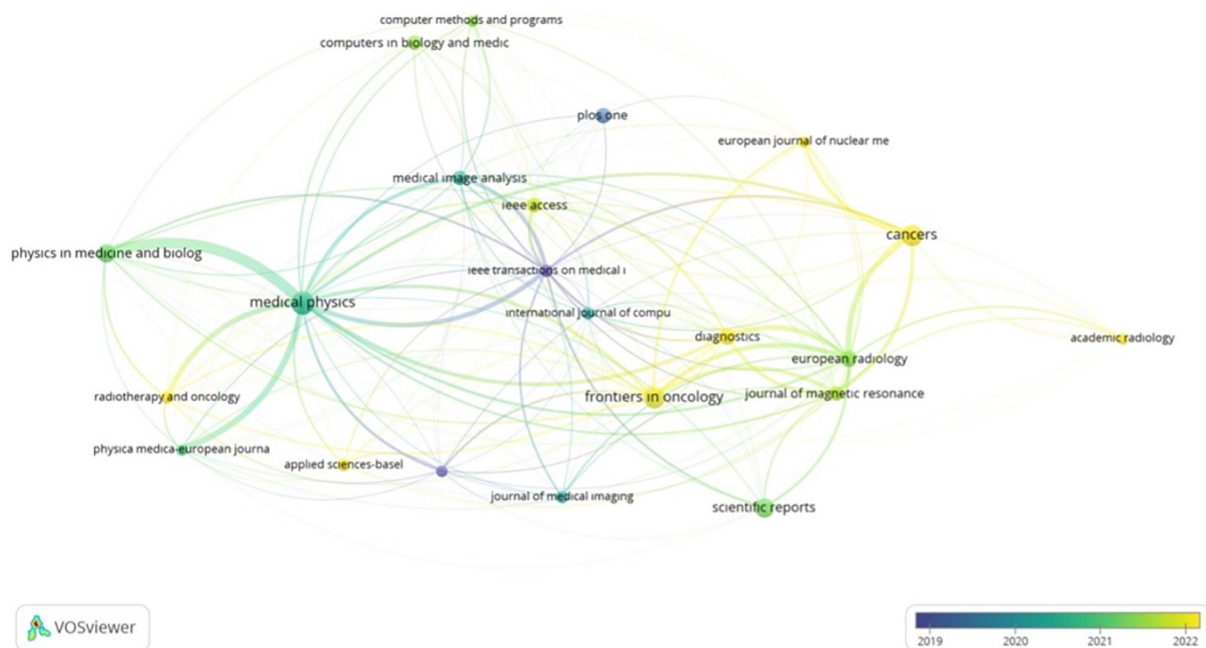 computer methods and programs
computers in biology and medic
plos one
european journal of nuclear me
medical image analysis
ieee access
cancers
physics in medicine and biolog
ieee transactions on medical i
medical physics
international journal of compu
diagnostics
academic radiology
european radiology
radiotherapy and oncology
frontiers in oncology
journal of magnetic resonance
physica medica-european journa
applied sciences-basel
journal of medical imaging
scientific reports
VOSviewer
2019 2020 2021 2022